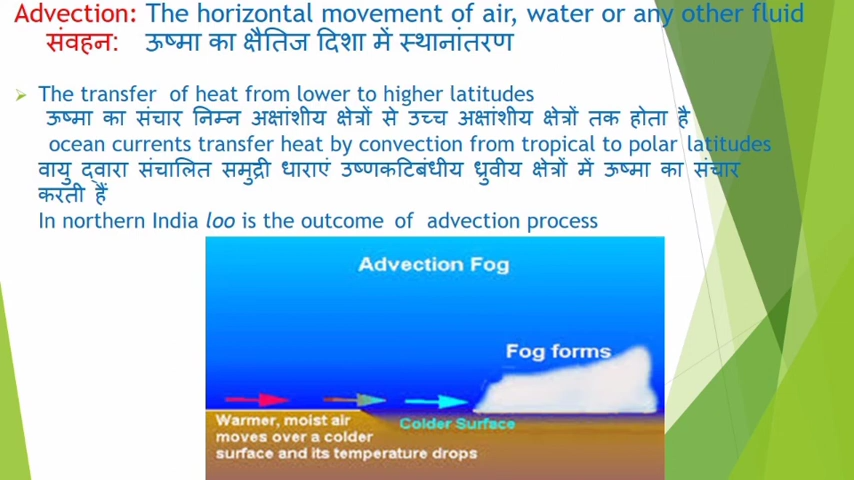 Advection: The horizontal movement of air, water or any other fluid
संवहन: ऊष्मा का क्षैतिज दिशा में स्थानांतरण
The transfer of heat from lower to higher latitudes
ऊष्मा का संचार निम्न अक्षांशीय क्षेत्रों से उच्च अक्षांशीय क्षेत्रों तक होता है
ocean currents transfer heat by convection from tropical to polar latitudes
वायु द्वारा संचालित समुद्री धाराएं उष्णकटिबंधीय ध्रुवीय क्षेत्रों में ऊष्मा का संचार
करती हैं
In northern India loo is the outcome of advection process
Advection Fog
Fog forms
Warmer, moist air
moves over a colder
surface and its temperature drops
Colder Surface